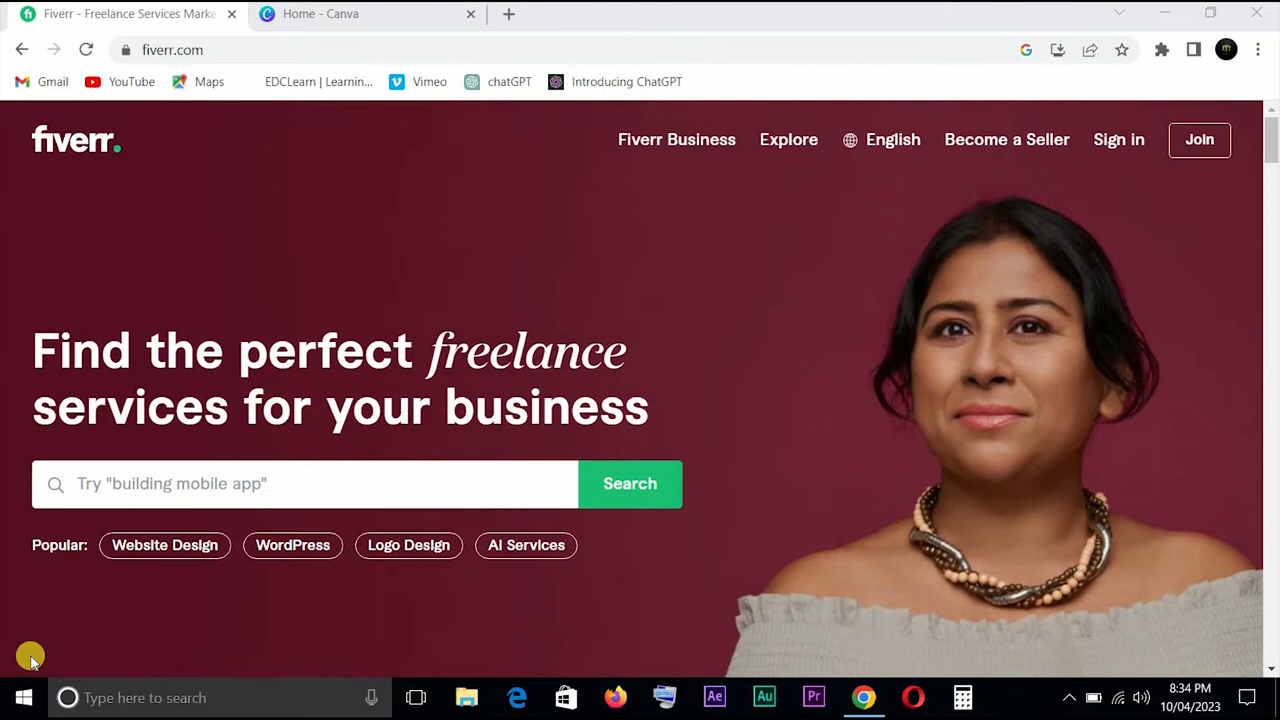 Fiverr - Freelance Services Marke
Home - Canva
fiverr.com
Gmail YouTube Maps EDCLearn | Learnin... Vimeo chatGPT Introducing ChatGPT
fiverr. Fiverr Business Explore English Become a Seller Sign in Join
Find the perfect freelance
services for your business
Try "building mobile app" Search
Popular: Website Design WordPress Logo Design AI Services
Type here to search
Ae Au Pr
8:34 PM
10/04/2023